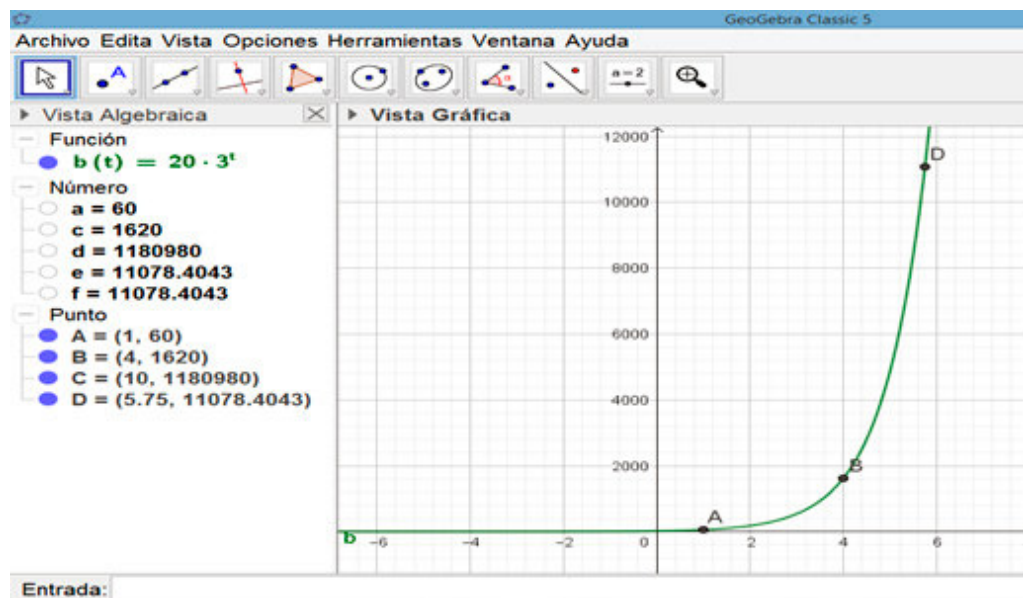 GeoGebra Classic 5
Archivo Edita Vista Opciones Herramientas Ventana Ayuda
A
α
a=2
Vista Algebraica
Vista Gráfica
Función
b(t) = 20 · 3ᵗ
Número
a = 60
c = 1620
d = 1180980
e = 11078.4043
f = 11078.4043
Punto
A = (1, 60)
B = (4, 1620)
C = (10, 1180980)
D = (5.75, 11078.4043)
12000
D
10000
8000
6000
4000
2000
B
A
b
-6 -4 -2 0 2 4 6
Entrada: